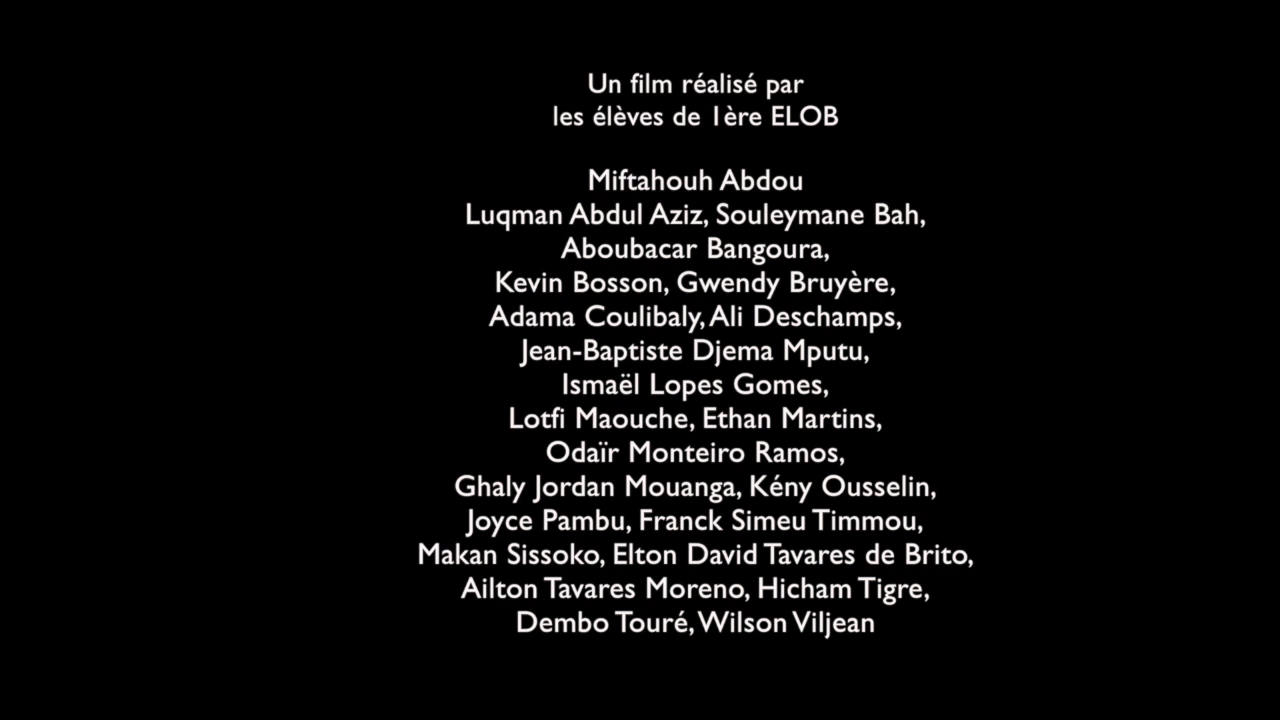 Un film réalisé par
les élèves de 1ère ELOB
Miftahouh Abdou
Luqman Abdul Aziz, Souleymane Bah,
Aboubacar Bangoura,
Kevin Bosson, Gwendy Bruyère,
Adama Coulibaly, Ali Deschamps,
Jean-Baptiste Djema Mputu,
Ismaël Lopes Gomes,
Lotfi Maouche, Ethan Martins,
Odaïr Monteiro Ramos,
Ghaly Jordan Mouanga, Kény Ousselin,
Joyce Pambu, Franck Simeu Timmou,
Makan Sissoko, Elton David Tavares de Brito,
Ailton Tavares Moreno, Hicham Tigre,
Dembo Touré, Wilson Viljean